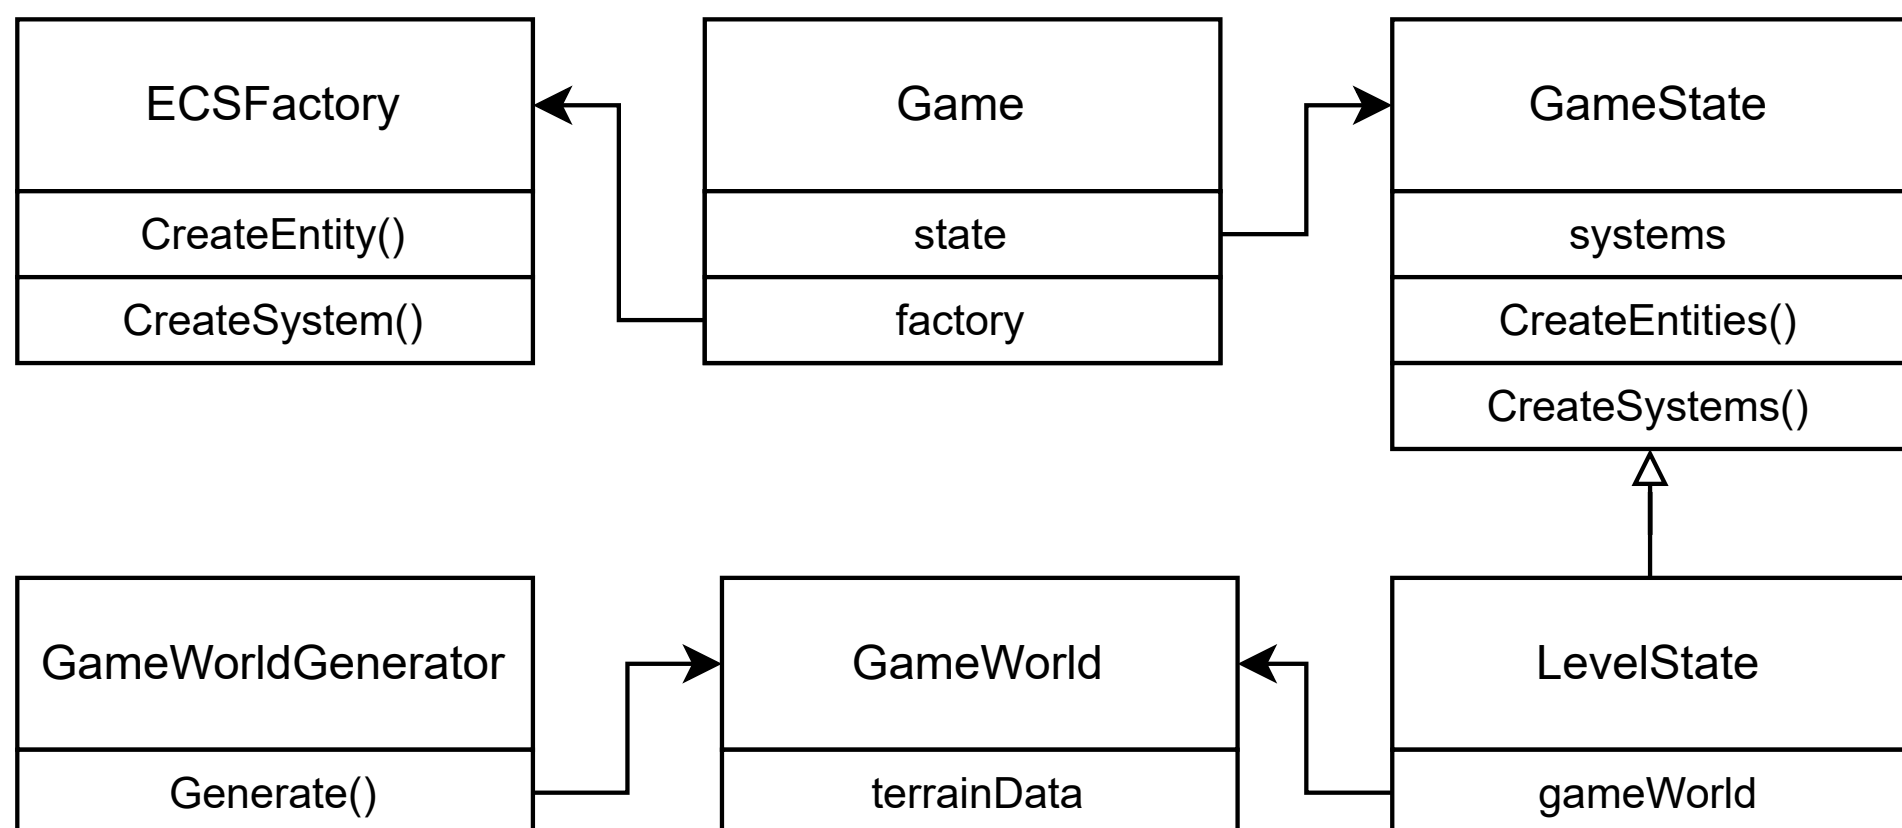 ECSFactory
CreateEntity()
CreateSystem()
Game
state
factory
GameState
systems
CreateEntities()
CreateSystems()
GameWorldGenerator
Generate()
GameWorld
terrainData
LevelState
gameWorld